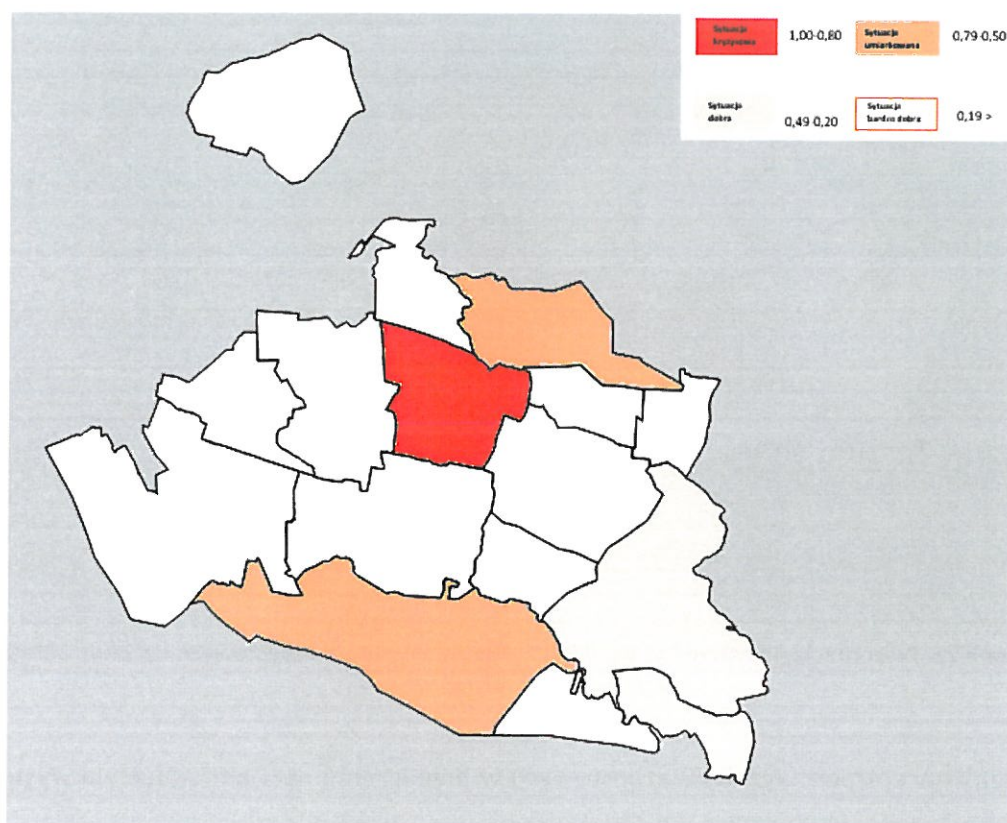 Sytuacja
krytyczna
1,00-0,80
Sytuacja
umiarkowana
0,79-0,50
Sytuacja
dobra
0,49-0,20
Sytuacja
bardzo dobra
0,19 >